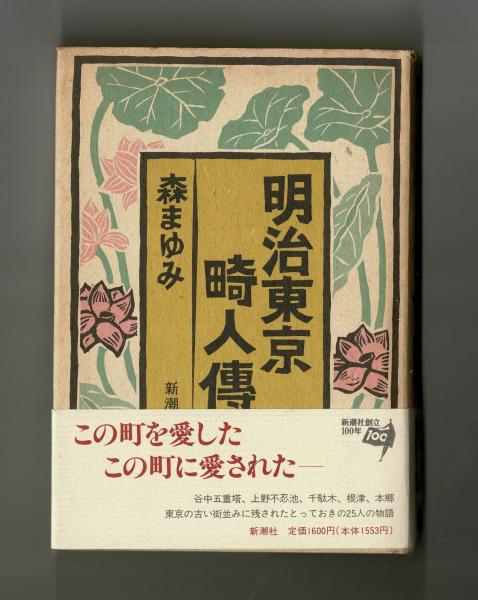 明治東京
畸人傳
森まゆみ
新潮
この町を愛した
この町に愛された―
新潮社創立
100年
100
谷中五重塔、上野不忍池、千駄木、根津、本郷
東京の古い街並みに残されたとっておきの25人の物語
新潮社 定価1600円(本体1553円)